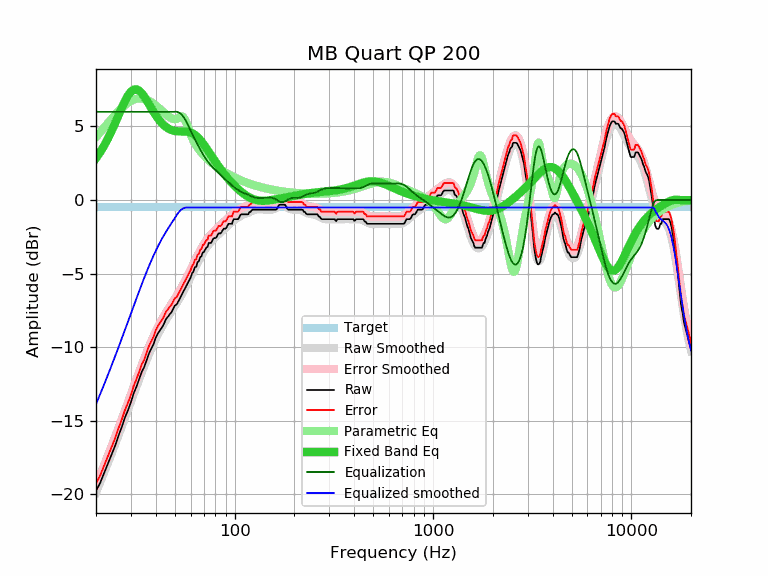 MB Quart QP 200
5
0
−5
−10
−15
−20
Amplitude (dBr)
Target
Raw Smoothed
Error Smoothed
Raw
Error
Parametric Eq
Fixed Band Eq
Equalization
Equalized smoothed
100
1000
10000
Frequency (Hz)